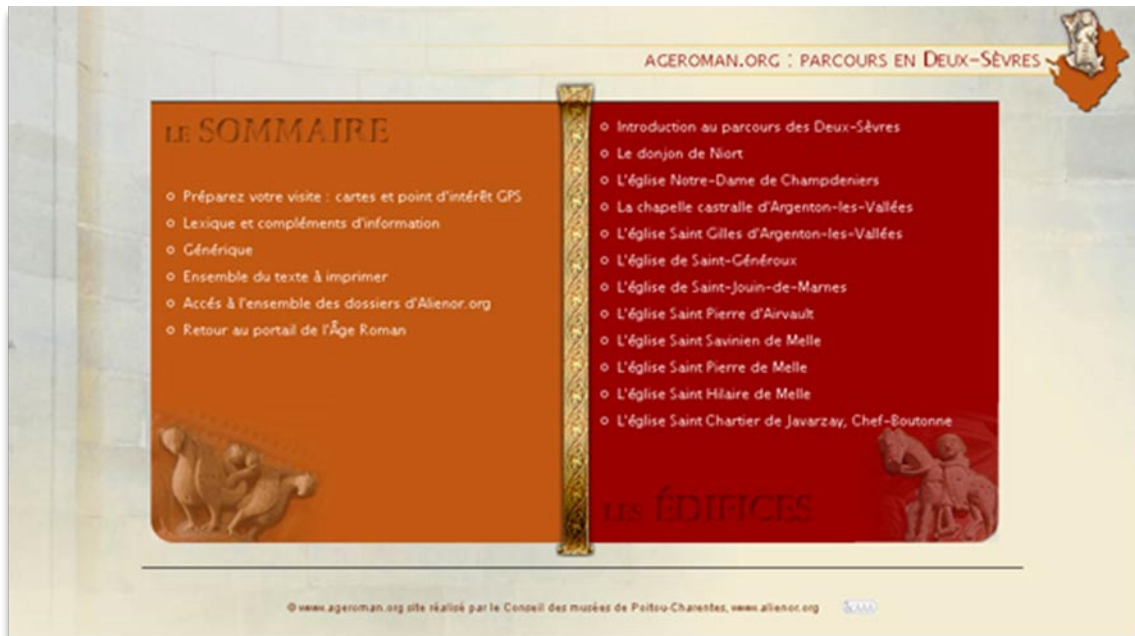 AGEROMAN.ORG : PARCOURS EN DEUX-SÈVRES
LE SOMMAIRE
Préparez votre visite : cartes et point d'intérêt GPS
Lexique et compléments d'information
Générique
Ensemble du texte à imprimer
Accés à l'ensemble des dossiers d'Alienor.org
Retour au portail de l'Âge Roman
Introduction au parcours des Deux-Sèvres
Le donjon de Niort
L'église Notre-Dame de Champdeniers
La chapelle castralle d'Argenton-les-Vallées
L'église Saint Gilles d'Argenton-les-Vallées
L'église de Saint-Généroux
L'église de Saint-Jouin-de-Marnes
L'église Saint Pierre d'Airvault
L'église Saint Savinien de Melle
L'église Saint Pierre de Melle
L'église Saint Hilaire de Melle
L'église Saint Chartier de Javarzay, Chef-Boutonne
LES ÉDIFICES
© www.ageroman.org site réalisé par le Conseil des musées de Poitou-Charentes, www.alienor.org